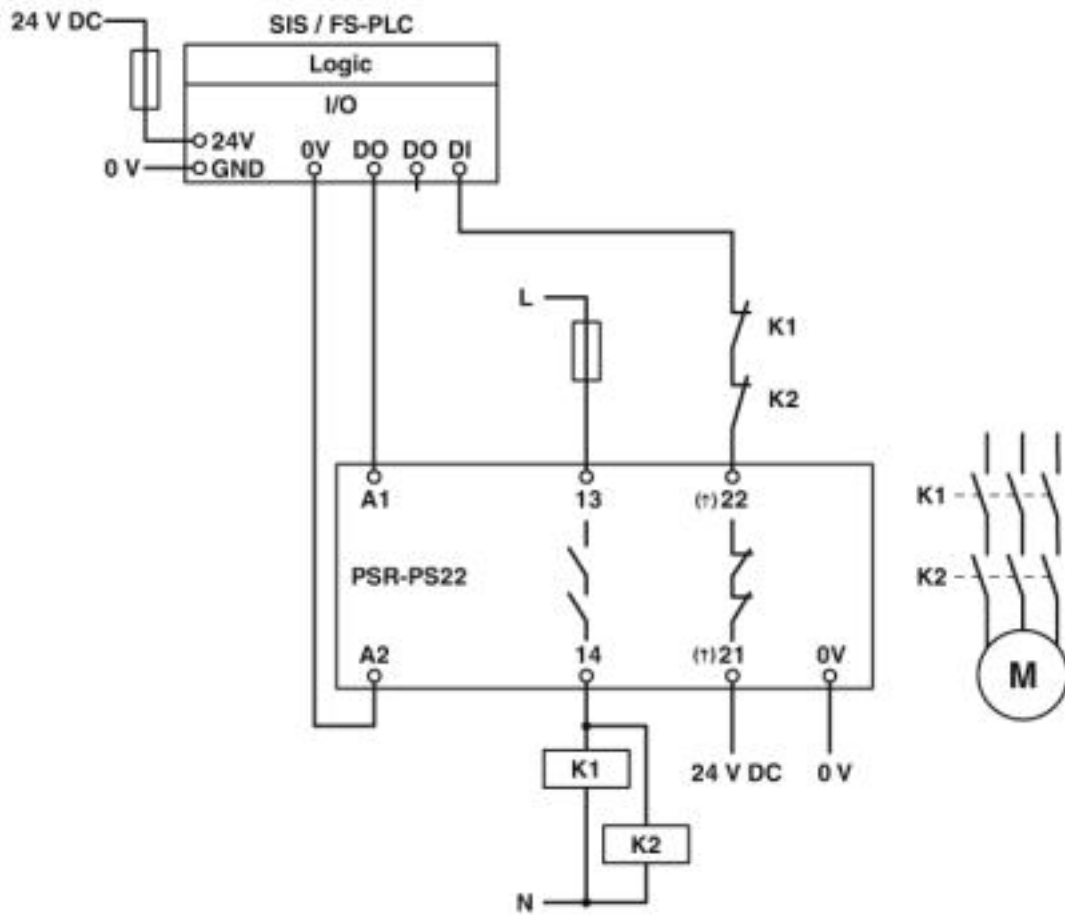 24 V DC
SIS / FS-PLC
Logic
I/O
24V
0V DO DO DI
0 V
GND
L
K1
K2
A1 13 (↑)22
K1
PSR-PS22
K2
A2 14 (↑)21 0V
M
K1
24 V DC 0 V
K2
N